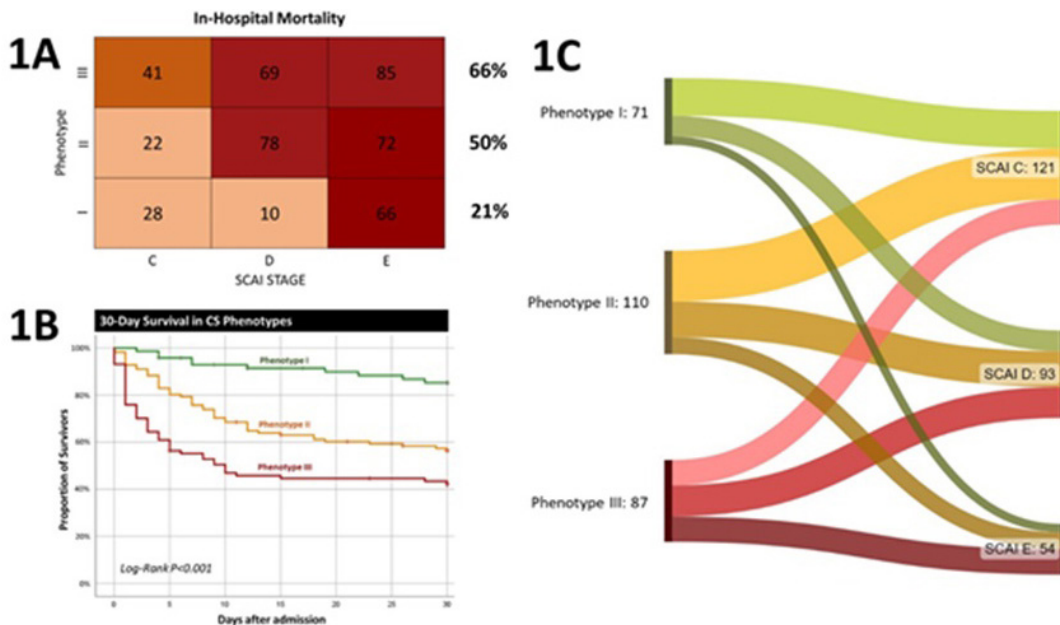 In-Hospital Mortality
1A
Phenotype
III
41 69 85 66%
II
22 78 72 50%
I
28 10 66 21%
C D E
SCAI STAGE
1B
30-Day Survival in CS Phenotypes
Proportion of Survivors
100%
80%
60%
40%
20%
0%
Phenotype I
Phenotype II
Phenotype III
Log-Rank P<0.001
0 5 10 15 20 25 30
Days after admission
1C
Phenotype I: 71
SCAI C: 121
Phenotype II: 110
SCAI D: 93
Phenotype III: 87
SCAI E: 54